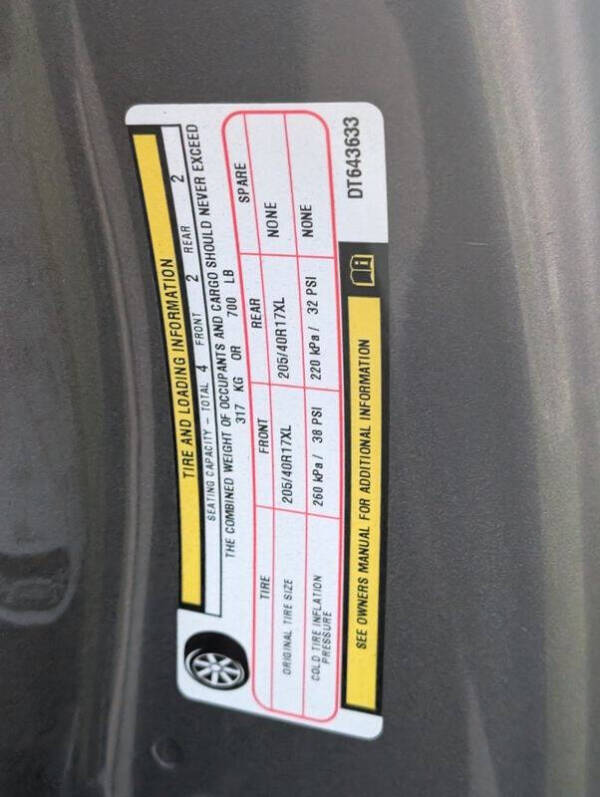 TIRE AND LOADING INFORMATION
SEATING CAPACITY - TOTAL 4 FRONT 2 REAR 2
THE COMBINED WEIGHT OF OCCUPANTS AND CARGO SHOULD NEVER EXCEED
317 KG OR 700 LB
TIRE FRONT REAR SPARE
ORIGINAL TIRE SIZE 205/40R17XL 205/40R17XL NONE
COLD TIRE INFLATION PRESSURE 260 kPa / 38 PSI 220 kPa / 32 PSI NONE
SEE OWNERS MANUAL FOR ADDITIONAL INFORMATION
DT643633